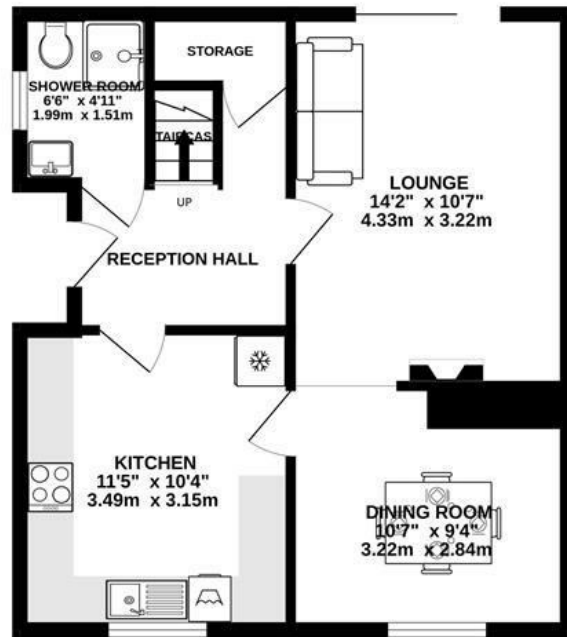 STORAGE
SHOWER ROOM
6'6" x 4'11"
1.99m x 1.51m
TAIRCAS
UP
LOUNGE
14'2" x 10'7"
4.33m x 3.22m
RECEPTION HALL
KITCHEN
11'5" x 10'4"
3.49m x 3.15m
DINING ROOM
10'7" x 9'4"
3.22m x 2.84m